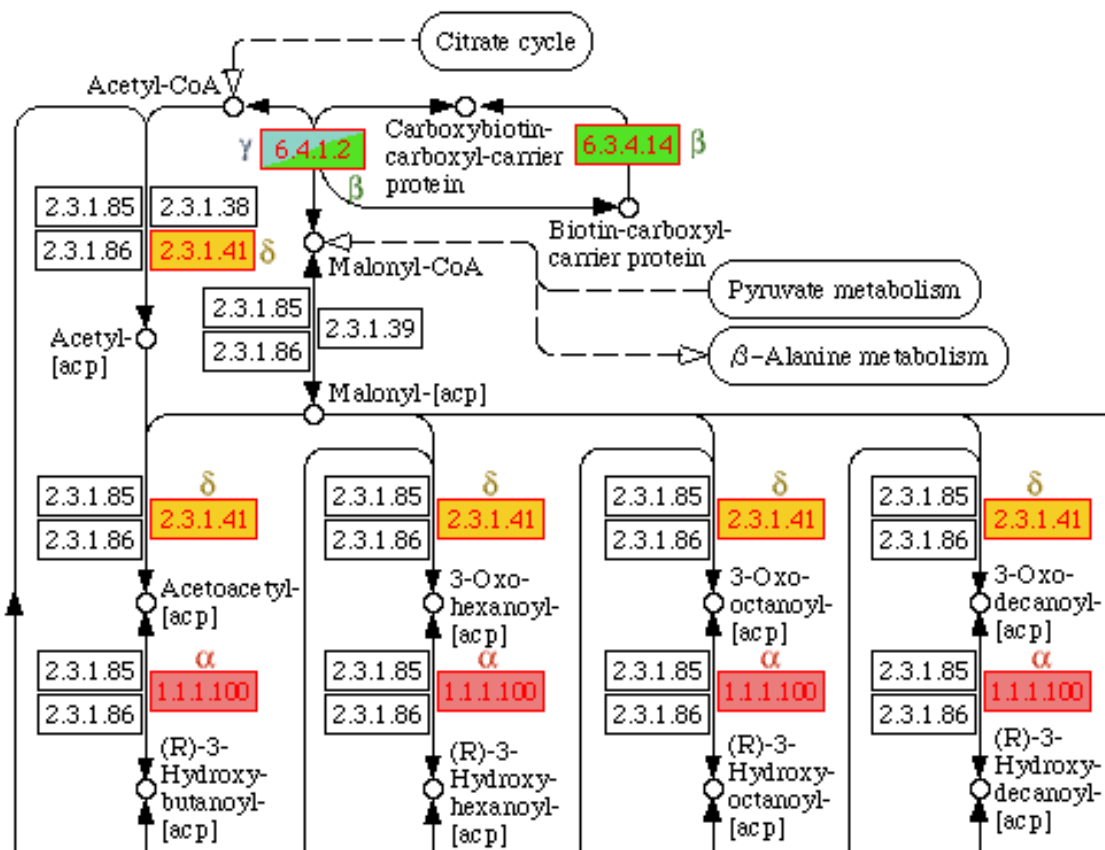 Citrate cycle
Acetyl-CoA
γ
6.4.1.2
β
Carboxybiotin-
carboxyl-carrier
protein
6.3.4.14
β
2.3.1.85
2.3.1.38
2.3.1.86
2.3.1.41
δ
Biotin-carboxyl-
carrier protein
Malonyl-CoA
Pyruvate metabolism
2.3.1.85
2.3.1.39
2.3.1.86
Acetyl-
[acp]
β-Alanine metabolism
Malonyl-[acp]
2.3.1.85
δ
2.3.1.41
2.3.1.86
2.3.1.85
δ
2.3.1.41
2.3.1.86
2.3.1.85
δ
2.3.1.41
2.3.1.86
2.3.1.85
δ
2.3.1.41
2.3.1.86
Acetoacetyl-
[acp]
3-Oxo-
hexanoyl-
[acp]
3-Oxo-
octanoyl-
[acp]
3-Oxo-
decanoyl-
[acp]
2.3.1.85
α
1.1.1.100
2.3.1.86
2.3.1.85
α
1.1.1.100
2.3.1.86
2.3.1.85
α
1.1.1.100
2.3.1.86
2.3.1.85
α
1.1.1.100
2.3.1.86
(R)-3-
Hydroxy-
butanoyl-
[acp]
(R)-3-
Hydroxy-
hexanoyl-
[acp]
(R)-3-
Hydroxy-
octanoyl-
[acp]
(R)-3-
Hydroxy-
decanoyl-
[acp]